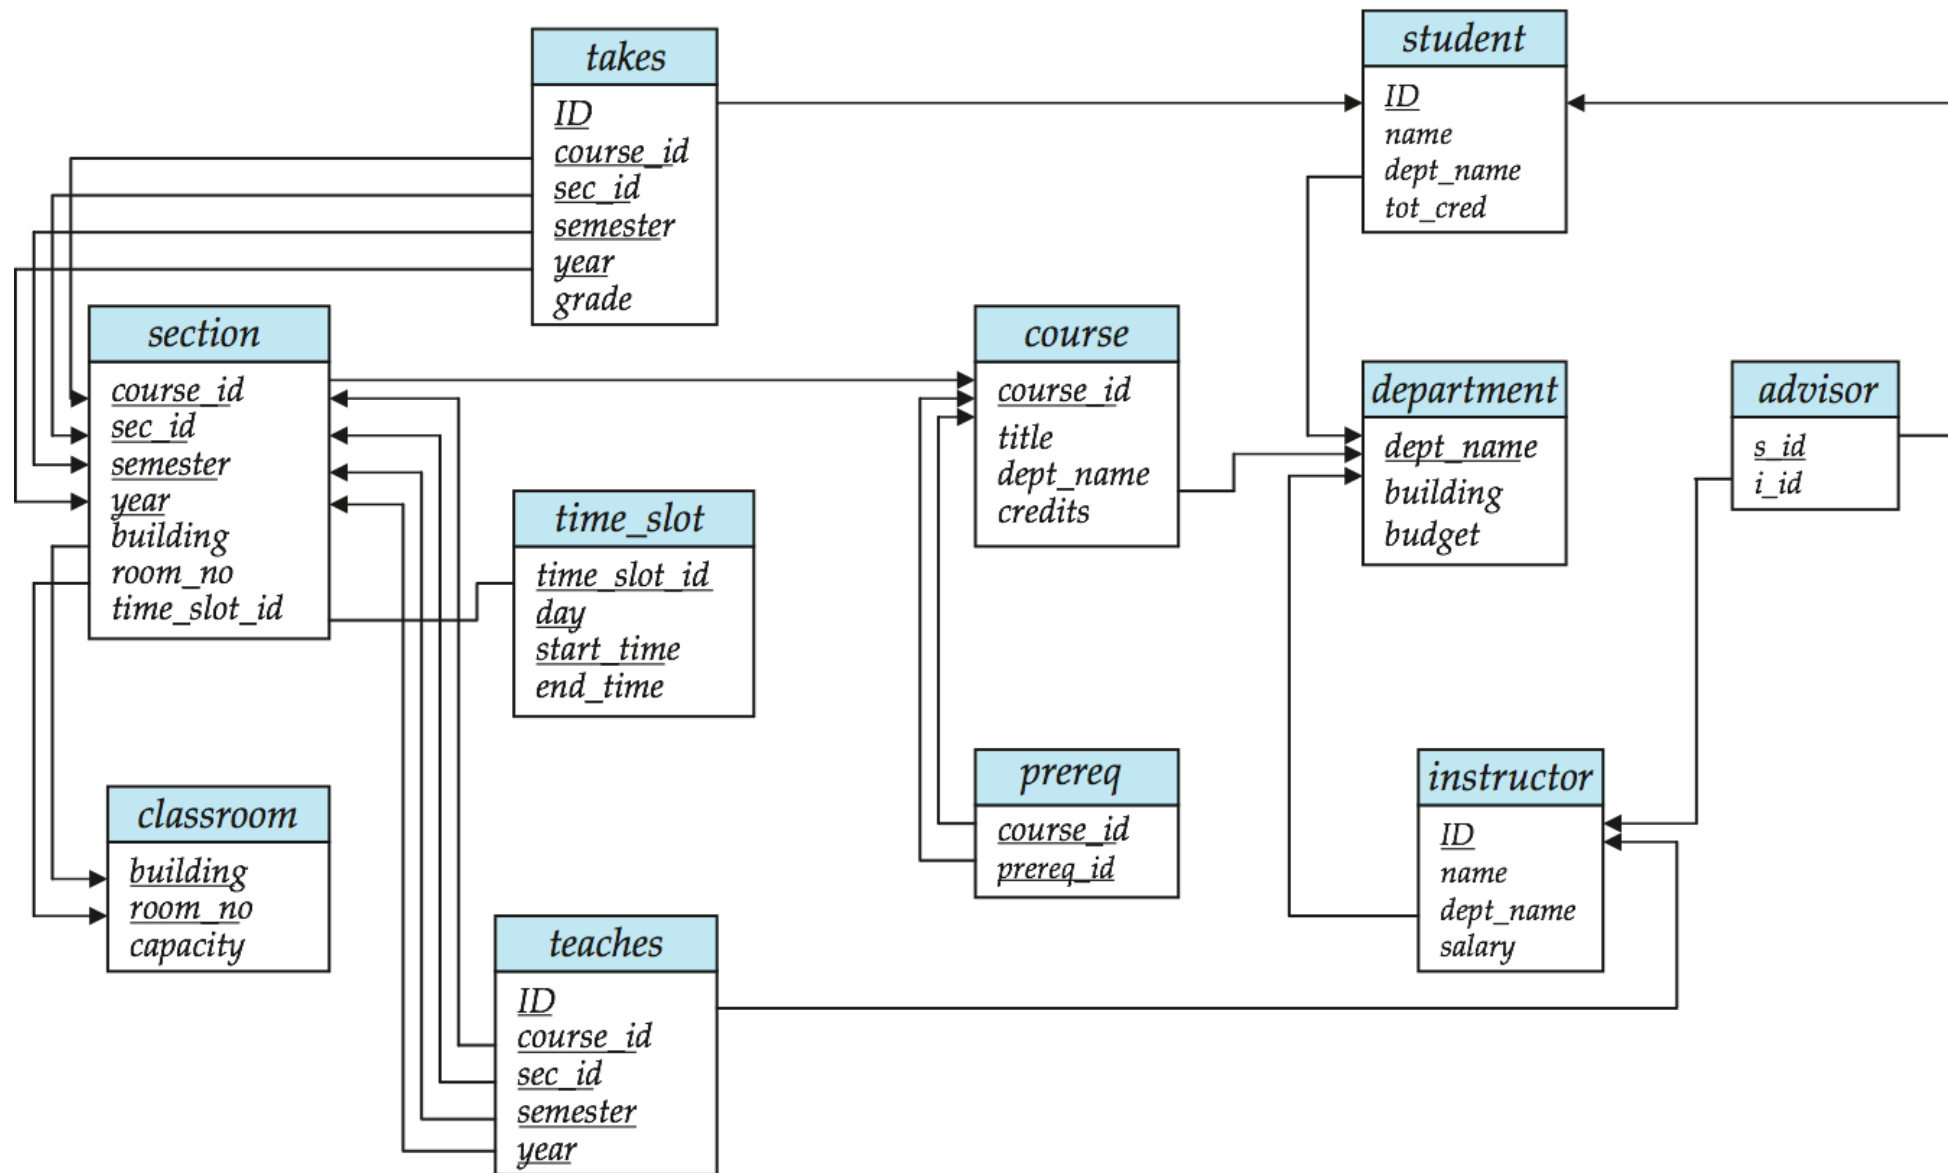 takes
ID
course_id
sec_id
semester
year
grade
student
ID
name
dept_name
tot_cred
section
course_id
sec_id
semester
year
building
room_no
time_slot_id
time_slot
time_slot_id
day
start_time
end_time
course
course_id
title
dept_name
credits
department
dept_name
building
budget
advisor
s_id
i_id
classroom
building
room_no
capacity
prereq
course_id
prereq_id
instructor
ID
name
dept_name
salary
teaches
ID
course_id
sec_id
semester
year